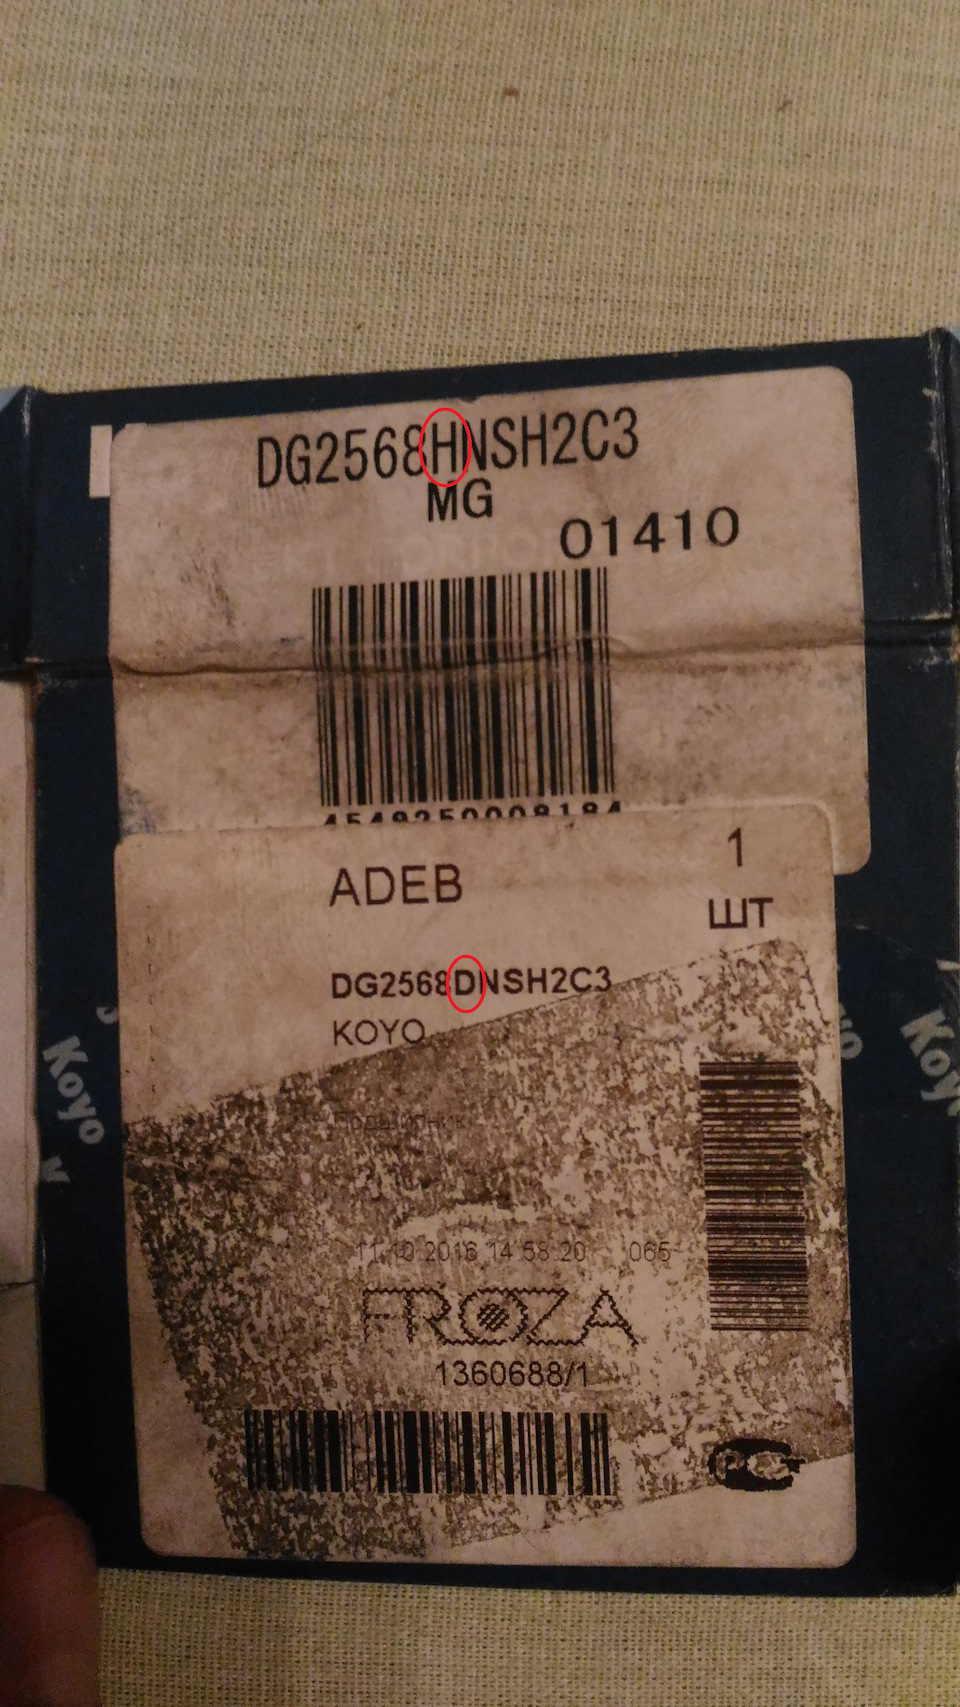 DG2568HNSH2C3
MG
01410
4549250008184
ADEB
1
ШТ
DG2568DNSH2C3
KOYO
Подшипник
11.10.2016 14:58:20 065
FROZA
1360688/1
Koyo
Koyo